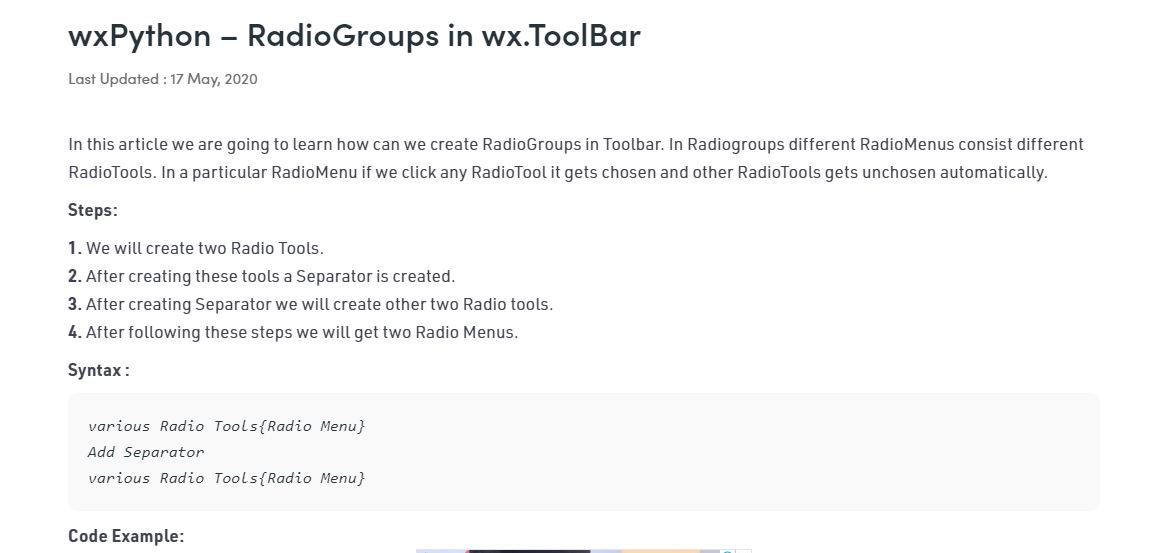 wxPython – RadioGroups in wx.ToolBar
Last Updated : 17 May, 2020
In this article we are going to learn how can we create RadioGroups in Toolbar. In Radiogroups different RadioMenus consist different
RadioTools. In a particular RadioMenu if we click any RadioTool it gets chosen and other RadioTools gets unchosen automatically.
Steps:
1. We will create two Radio Tools.
2. After creating these tools a Separator is created.
3. After creating Separator we will create other two Radio tools.
4. After following these steps we will get two Radio Menus.
Syntax :
various Radio Tools{Radio Menu}
Add Separator
various Radio Tools{Radio Menu}
Code Example: